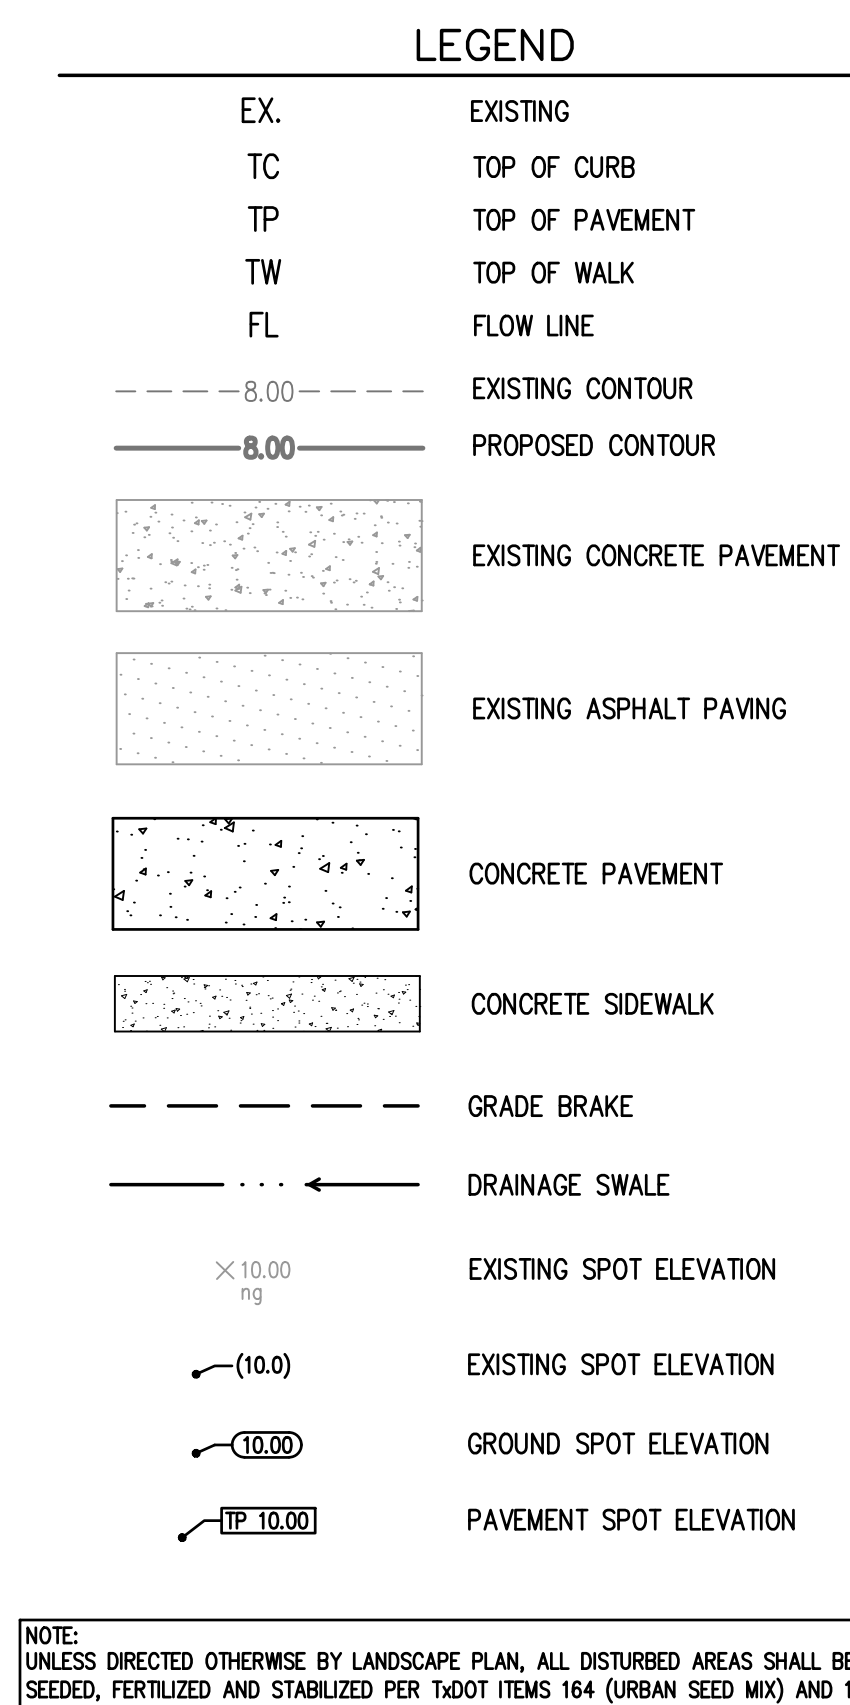 LEGEND
EX. EXISTING
TC TOP OF CURB
TP TOP OF PAVEMENT
TW TOP OF WALK
FL FLOW LINE
8.00 EXISTING CONTOUR
8.00 PROPOSED CONTOUR
EXISTING CONCRETE PAVEMENT
EXISTING ASPHALT PAVING
CONCRETE PAVEMENT
CONCRETE SIDEWALK
GRADE BRAKE
DRAINAGE SWALE
10.00 EXISTING SPOT ELEVATION
ng
(10.0) EXISTING SPOT ELEVATION
10.00 GROUND SPOT ELEVATION
TP 10.00 PAVEMENT SPOT ELEVATION
NOTE:
UNLESS DIRECTED OTHERWISE BY LANDSCAPE PLAN, ALL DISTURBED AREAS SHALL BE
SEEDED, FERTILIZED AND STABILIZED PER TxDOT ITEMS 164 (URBAN SEED MIX) AND